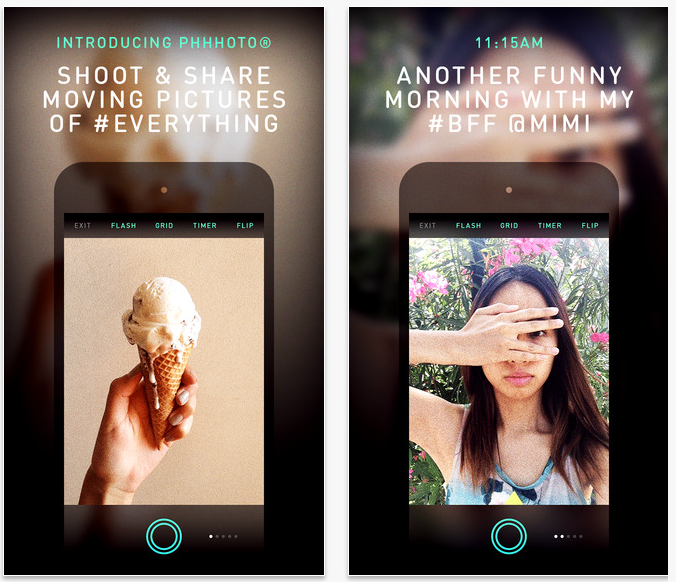 INTRODUCING PHHHOTO®
SHOOT & SHARE
MOVING PICTURES
OF #EVERYTHING
EXIT FLASH GRID TIMER FLIP
11:15AM
ANOTHER FUNNY
MORNING WITH MY
#BFF @MIMI
EXIT FLASH GRID TIMER FLIP